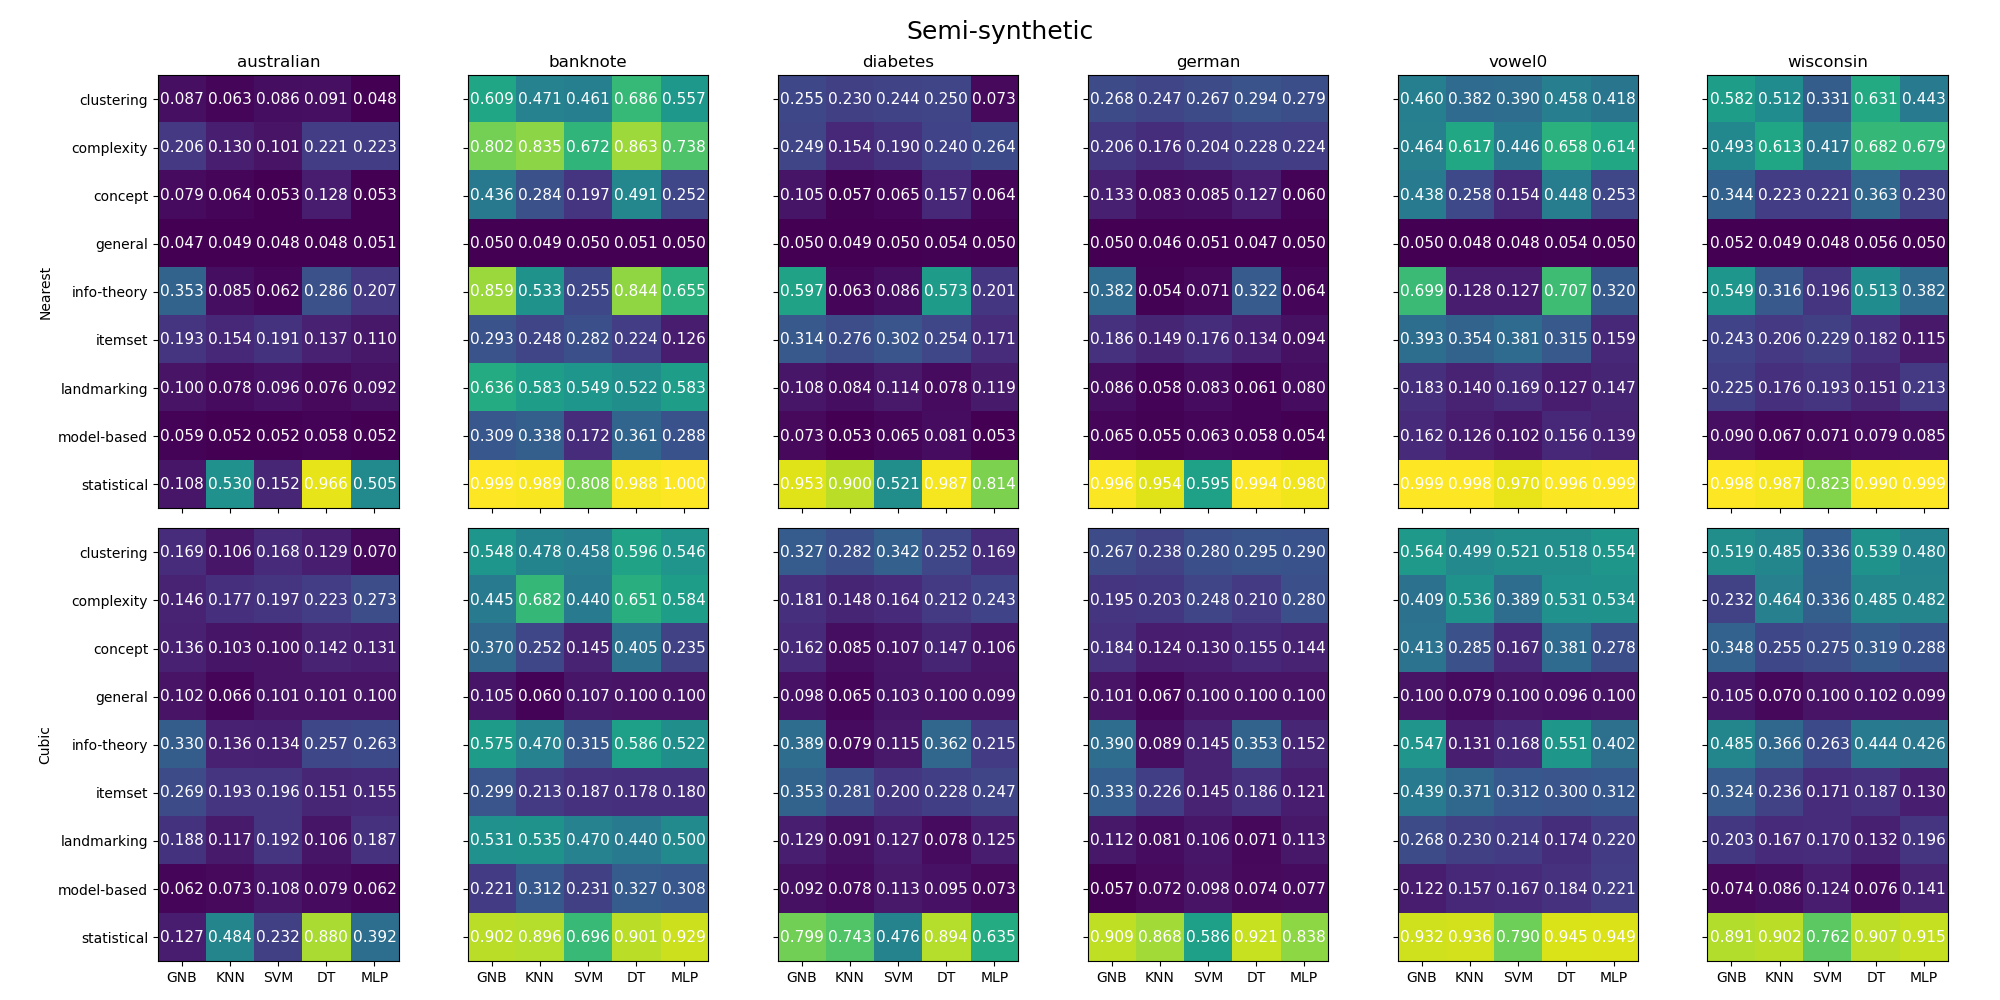 Semi-synthetic
australian banknote diabetes german vowel0 wisconsin
Nearest
clustering 0.087 0.063 0.086 0.091 0.048 0.609 0.471 0.461 0.686 0.557 0.255 0.230 0.244 0.250 0.073 0.268 0.247 0.267 0.294 0.279 0.460 0.382 0.390 0.458 0.418 0.582 0.512 0.331 0.631 0.443
complexity 0.206 0.130 0.101 0.221 0.223 0.802 0.835 0.672 0.863 0.738 0.249 0.154 0.190 0.240 0.264 0.206 0.176 0.204 0.228 0.224 0.464 0.617 0.446 0.658 0.614 0.493 0.613 0.417 0.682 0.679
concept 0.079 0.064 0.053 0.128 0.053 0.436 0.284 0.197 0.491 0.252 0.105 0.057 0.065 0.157 0.064 0.133 0.083 0.085 0.127 0.060 0.438 0.258 0.154 0.448 0.253 0.344 0.223 0.221 0.363 0.230
general 0.047 0.049 0.048 0.048 0.051 0.050 0.049 0.050 0.051 0.050 0.050 0.049 0.050 0.054 0.050 0.050 0.046 0.051 0.047 0.050 0.050 0.048 0.048 0.054 0.050 0.052 0.049 0.048 0.056 0.050
info-theory 0.353 0.085 0.062 0.286 0.207 0.859 0.533 0.255 0.844 0.655 0.597 0.063 0.086 0.573 0.201 0.382 0.054 0.071 0.322 0.064 0.699 0.128 0.127 0.707 0.320 0.549 0.316 0.196 0.513 0.382
itemset 0.193 0.154 0.191 0.137 0.110 0.293 0.248 0.282 0.224 0.126 0.314 0.276 0.302 0.254 0.171 0.186 0.149 0.176 0.134 0.094 0.393 0.354 0.381 0.315 0.159 0.243 0.206 0.229 0.182 0.115
landmarking 0.100 0.078 0.096 0.076 0.092 0.636 0.583 0.549 0.522 0.583 0.108 0.084 0.114 0.078 0.119 0.086 0.058 0.083 0.061 0.080 0.183 0.140 0.169 0.127 0.147 0.225 0.176 0.193 0.151 0.213
model-based 0.059 0.052 0.052 0.058 0.052 0.309 0.338 0.172 0.361 0.288 0.073 0.053 0.065 0.081 0.053 0.065 0.055 0.063 0.058 0.054 0.162 0.126 0.102 0.156 0.139 0.090 0.067 0.071 0.079 0.085
statistical 0.108 0.530 0.152 0.966 0.505 0.999 0.989 0.808 0.988 1.000 0.953 0.900 0.521 0.987 0.814 0.996 0.954 0.595 0.994 0.980 0.999 0.998 0.970 0.996 0.999 0.998 0.987 0.823 0.990 0.999
Cubic
clustering 0.169 0.106 0.168 0.129 0.070 0.548 0.478 0.458 0.596 0.546 0.327 0.282 0.342 0.252 0.169 0.267 0.238 0.280 0.295 0.290 0.564 0.499 0.521 0.518 0.554 0.519 0.485 0.336 0.539 0.480
complexity 0.146 0.177 0.197 0.223 0.273 0.445 0.682 0.440 0.651 0.584 0.181 0.148 0.164 0.212 0.243 0.195 0.203 0.248 0.210 0.280 0.409 0.536 0.389 0.531 0.534 0.232 0.464 0.336 0.485 0.482
concept 0.136 0.103 0.100 0.142 0.131 0.370 0.252 0.145 0.405 0.235 0.162 0.085 0.107 0.147 0.106 0.184 0.124 0.130 0.155 0.144 0.413 0.285 0.167 0.381 0.278 0.348 0.255 0.275 0.319 0.288
general 0.102 0.066 0.101 0.101 0.100 0.105 0.060 0.107 0.100 0.100 0.098 0.065 0.103 0.100 0.099 0.101 0.067 0.100 0.100 0.100 0.100 0.079 0.100 0.096 0.100 0.105 0.070 0.100 0.102 0.099
info-theory 0.330 0.136 0.134 0.257 0.263 0.575 0.470 0.315 0.586 0.522 0.389 0.079 0.115 0.362 0.215 0.390 0.089 0.145 0.353 0.152 0.547 0.131 0.168 0.551 0.402 0.485 0.366 0.263 0.444 0.426
itemset 0.269 0.193 0.196 0.151 0.155 0.299 0.213 0.187 0.178 0.180 0.353 0.281 0.200 0.228 0.247 0.333 0.226 0.145 0.186 0.121 0.439 0.371 0.312 0.300 0.312 0.324 0.236 0.171 0.187 0.130
landmarking 0.188 0.117 0.192 0.106 0.187 0.531 0.535 0.470 0.440 0.500 0.129 0.091 0.127 0.078 0.125 0.112 0.081 0.106 0.071 0.113 0.268 0.230 0.214 0.174 0.220 0.203 0.167 0.170 0.132 0.196
model-based 0.062 0.073 0.108 0.079 0.062 0.221 0.312 0.231 0.327 0.308 0.092 0.078 0.113 0.095 0.073 0.057 0.072 0.098 0.074 0.077 0.122 0.157 0.167 0.184 0.221 0.074 0.086 0.124 0.076 0.141
statistical 0.127 0.484 0.232 0.880 0.392 0.902 0.896 0.696 0.901 0.929 0.799 0.743 0.476 0.894 0.635 0.909 0.868 0.586 0.921 0.838 0.932 0.936 0.790 0.945 0.949 0.891 0.902 0.762 0.907 0.915
GNB KNN SVM DT MLP GNB KNN SVM DT MLP GNB KNN SVM DT MLP GNB KNN SVM DT MLP GNB KNN SVM DT MLP GNB KNN SVM DT MLP